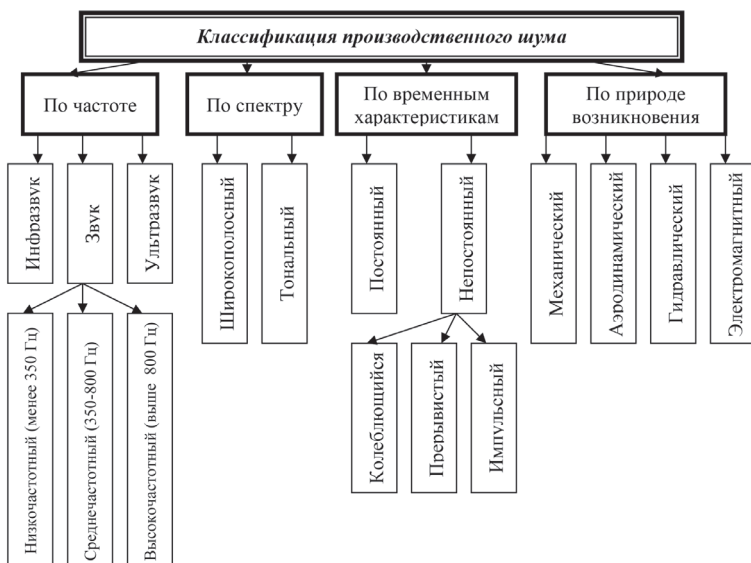 Классификация производственного шума
По частоте
По спектру
По временным
характеристикам
По природе
возникновения
Инфразвук
Звук
Ультразвук
Широкополосный
Тональный
Постоянный
Непостоянный
Механический
Аэродинамический
Гидравлический
Электромагнитный
Низкочастотный (менее 350 Гц)
Среднечастотный (350-800 Гц)
Высокочастотный (выше 800 Гц)
Колеблющийся
Прерывистый
Импульсный